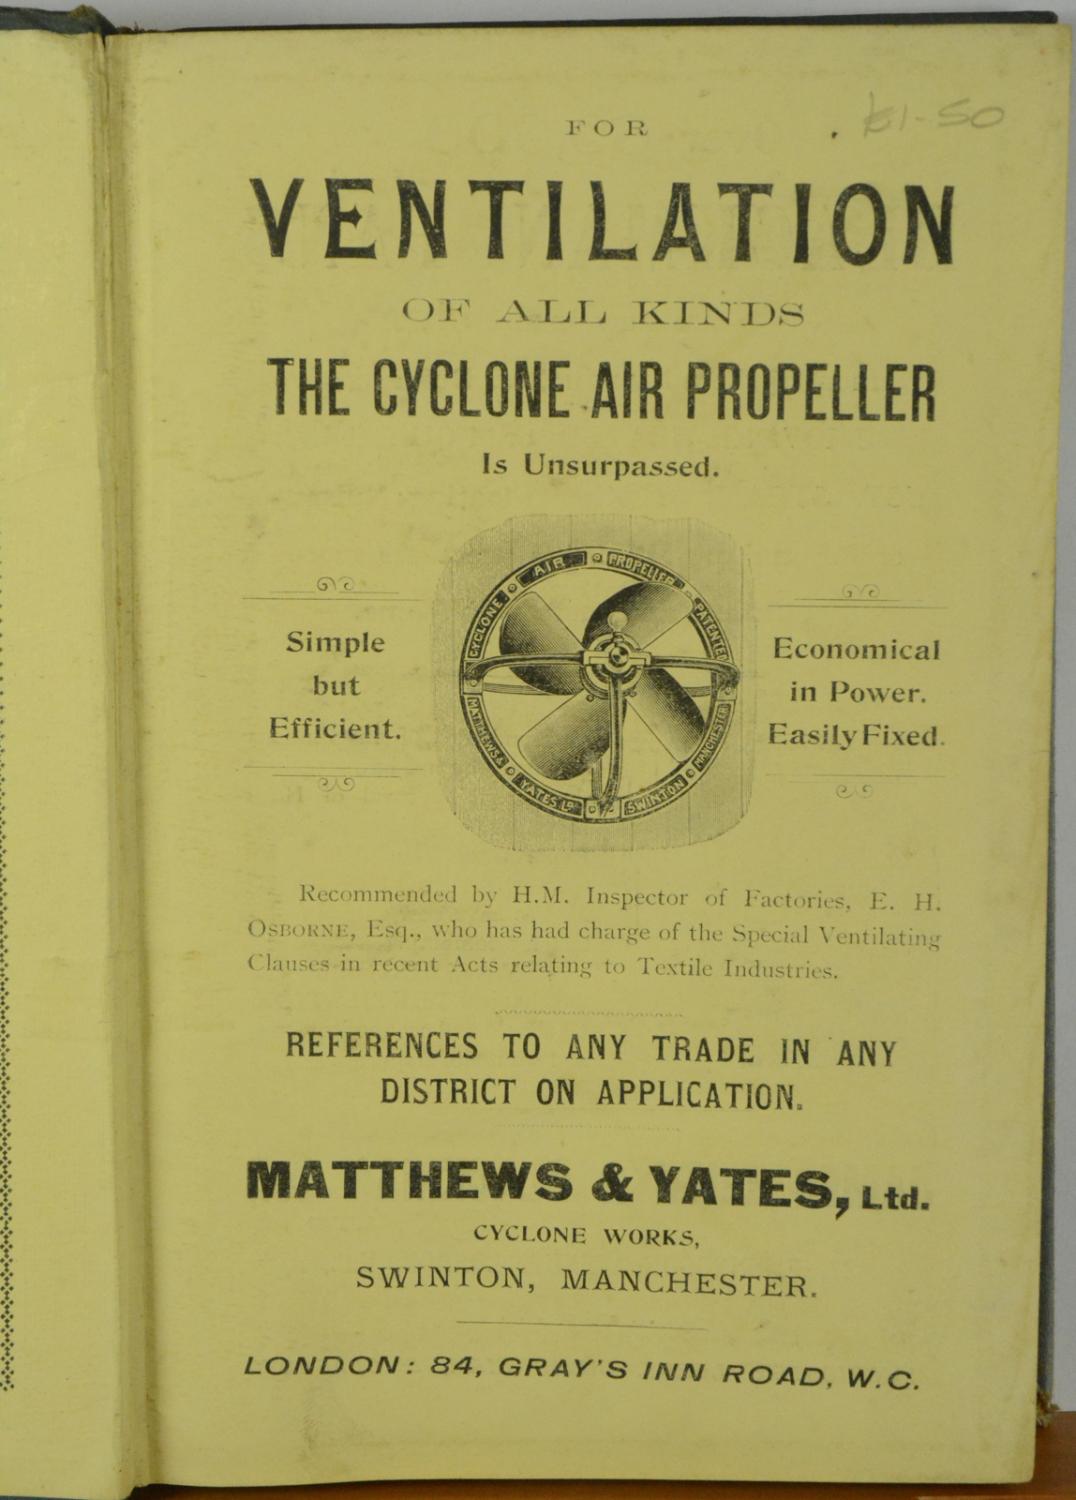 £1-50
FOR
VENTILATION
OF ALL KINDS
THE CYCLONE AIR PROPELLER
Is Unsurpassed.
CYCLONE AIR PROPELLER PATENTED
MATTHEWS & YATES LD. SWINTON MANCHESTER
Simple
but
Efficient.
Economical
in Power.
Easily Fixed.
Recommended by H.M. Inspector of Factories, E. H.
OSBORNE, Esq., who has had charge of the Special Ventilating
Clauses in recent Acts relating to Textile Industries.
REFERENCES TO ANY TRADE IN ANY
DISTRICT ON APPLICATION.
MATTHEWS & YATES, Ltd.
CYCLONE WORKS,
SWINTON, MANCHESTER.
LONDON: 84, GRAY'S INN ROAD, W.C.